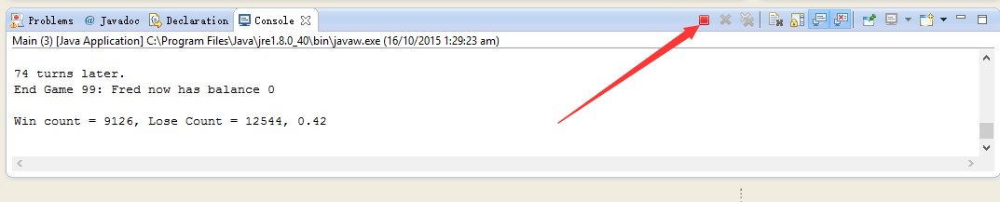 Problems @ Javadoc Declaration Console
Main (3) [Java Application] C:\Program Files\Java\jre1.8.0_40\bin\javaw.exe (16/10/2015 1:29:23 am)
74 turns later.
End Game 99: Fred now has balance 0
Win count = 9126, Lose Count = 12544, 0.42